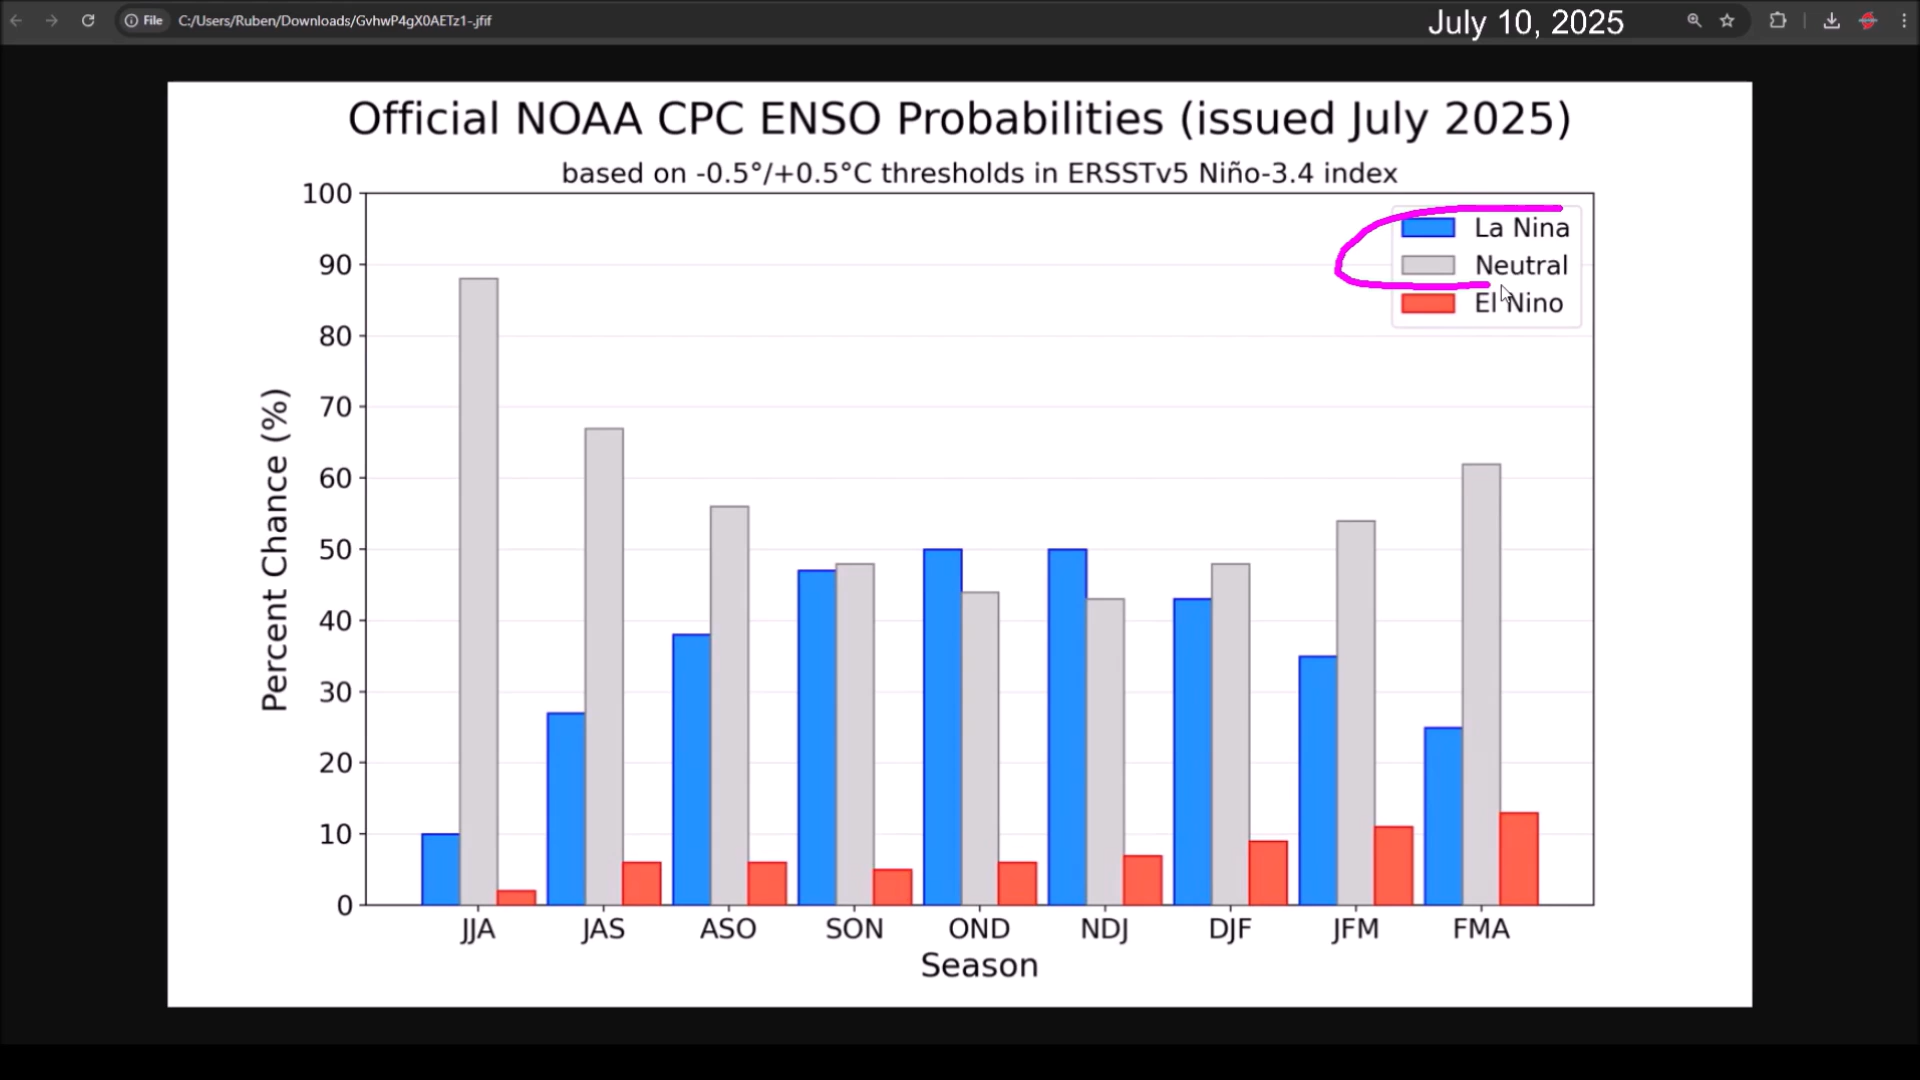 File C:/Users/Ruben/Downloads/GvhwP4gX0AETz1-.jfif
July 10, 2025
Official NOAA CPC ENSO Probabilities (issued July 2025)
based on -0.5°/+0.5°C thresholds in ERSSTv5 Niño-3.4 index
La Nina
Neutral
El Nino
Percent Chance (%)
100
90
80
70
60
50
40
30
20
10
0
JJA JAS ASO SON OND NDJ DJF JFM FMA
Season